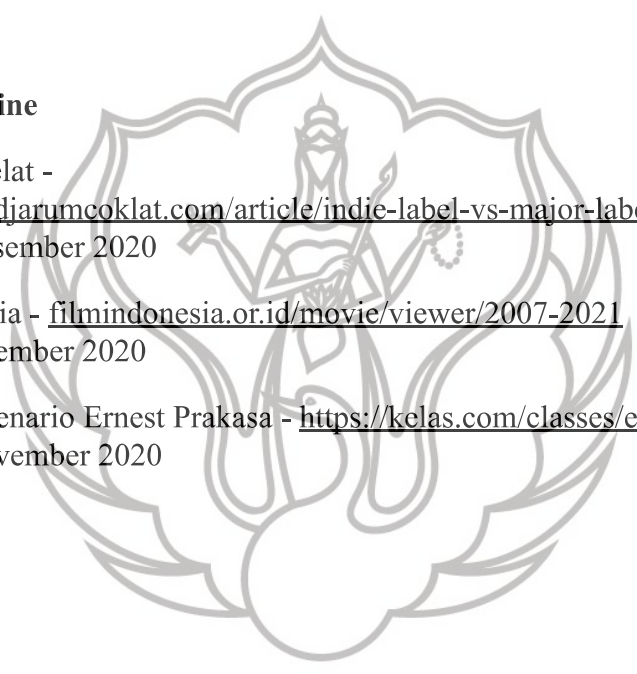 ine
elat -
djarumcoklat.com/article/indie-label-vs-major-labe
sember 2020
ia - filmindonesia.or.id/movie/viewer/2007-2021
ember 2020
enario Ernest Prakasa - https://kelas.com/classes/e
vember 2020